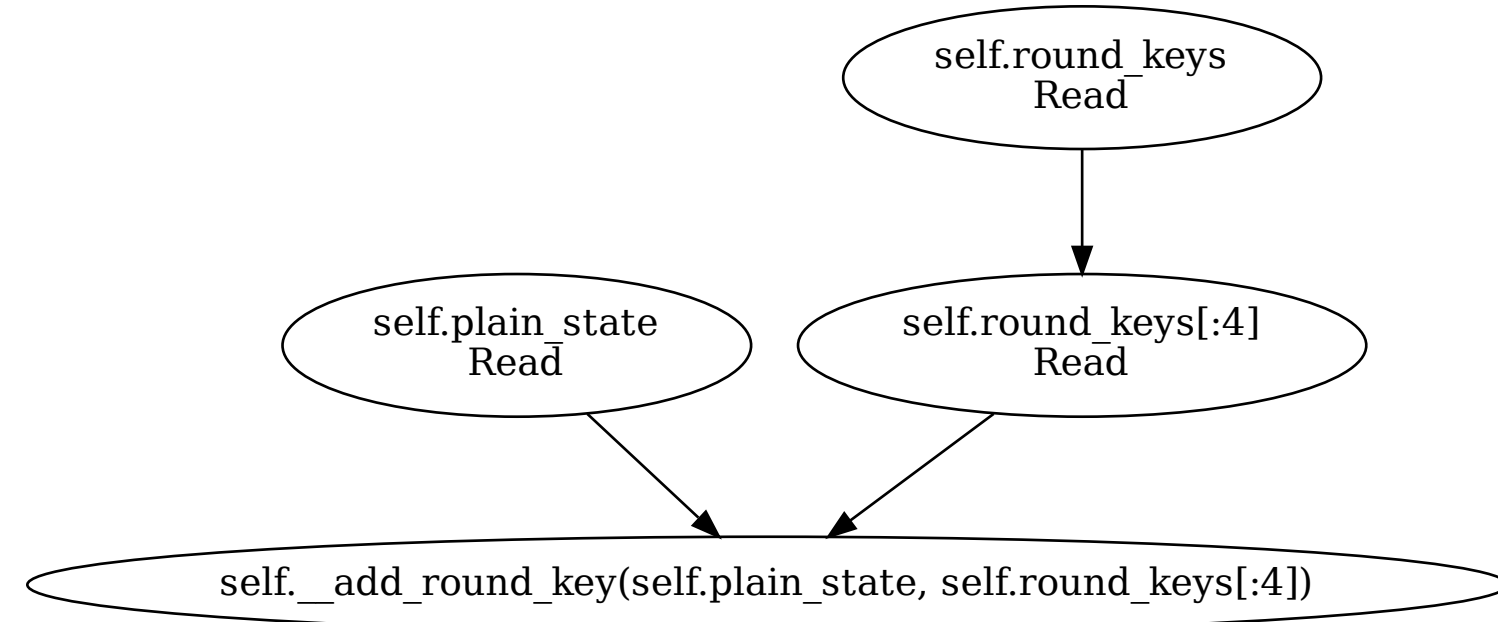 self.round_keys
Read
self.plain_state
Read
self.round_keys[:4]
Read
self.__add_round_key(self.plain_state, self.round_keys[:4])